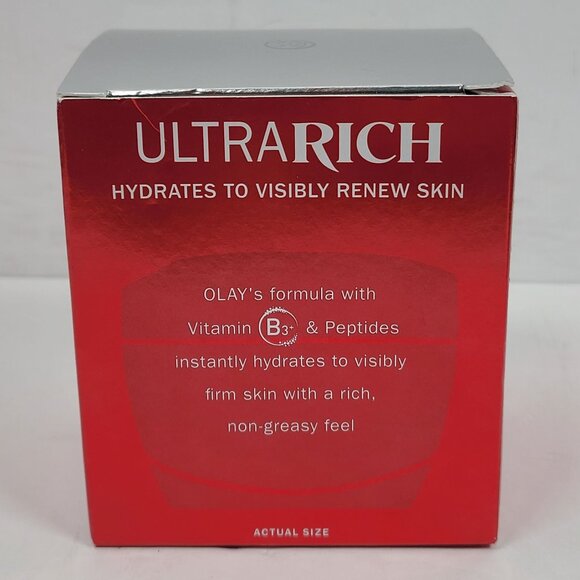 ULTRARICH
HYDRATES TO VISIBLY RENEW SKIN
OLAY's formula with
Vitamin B3+ & Peptides
instantly hydrates to visibly
firm skin with a rich,
non-greasy feel
ACTUAL SIZE